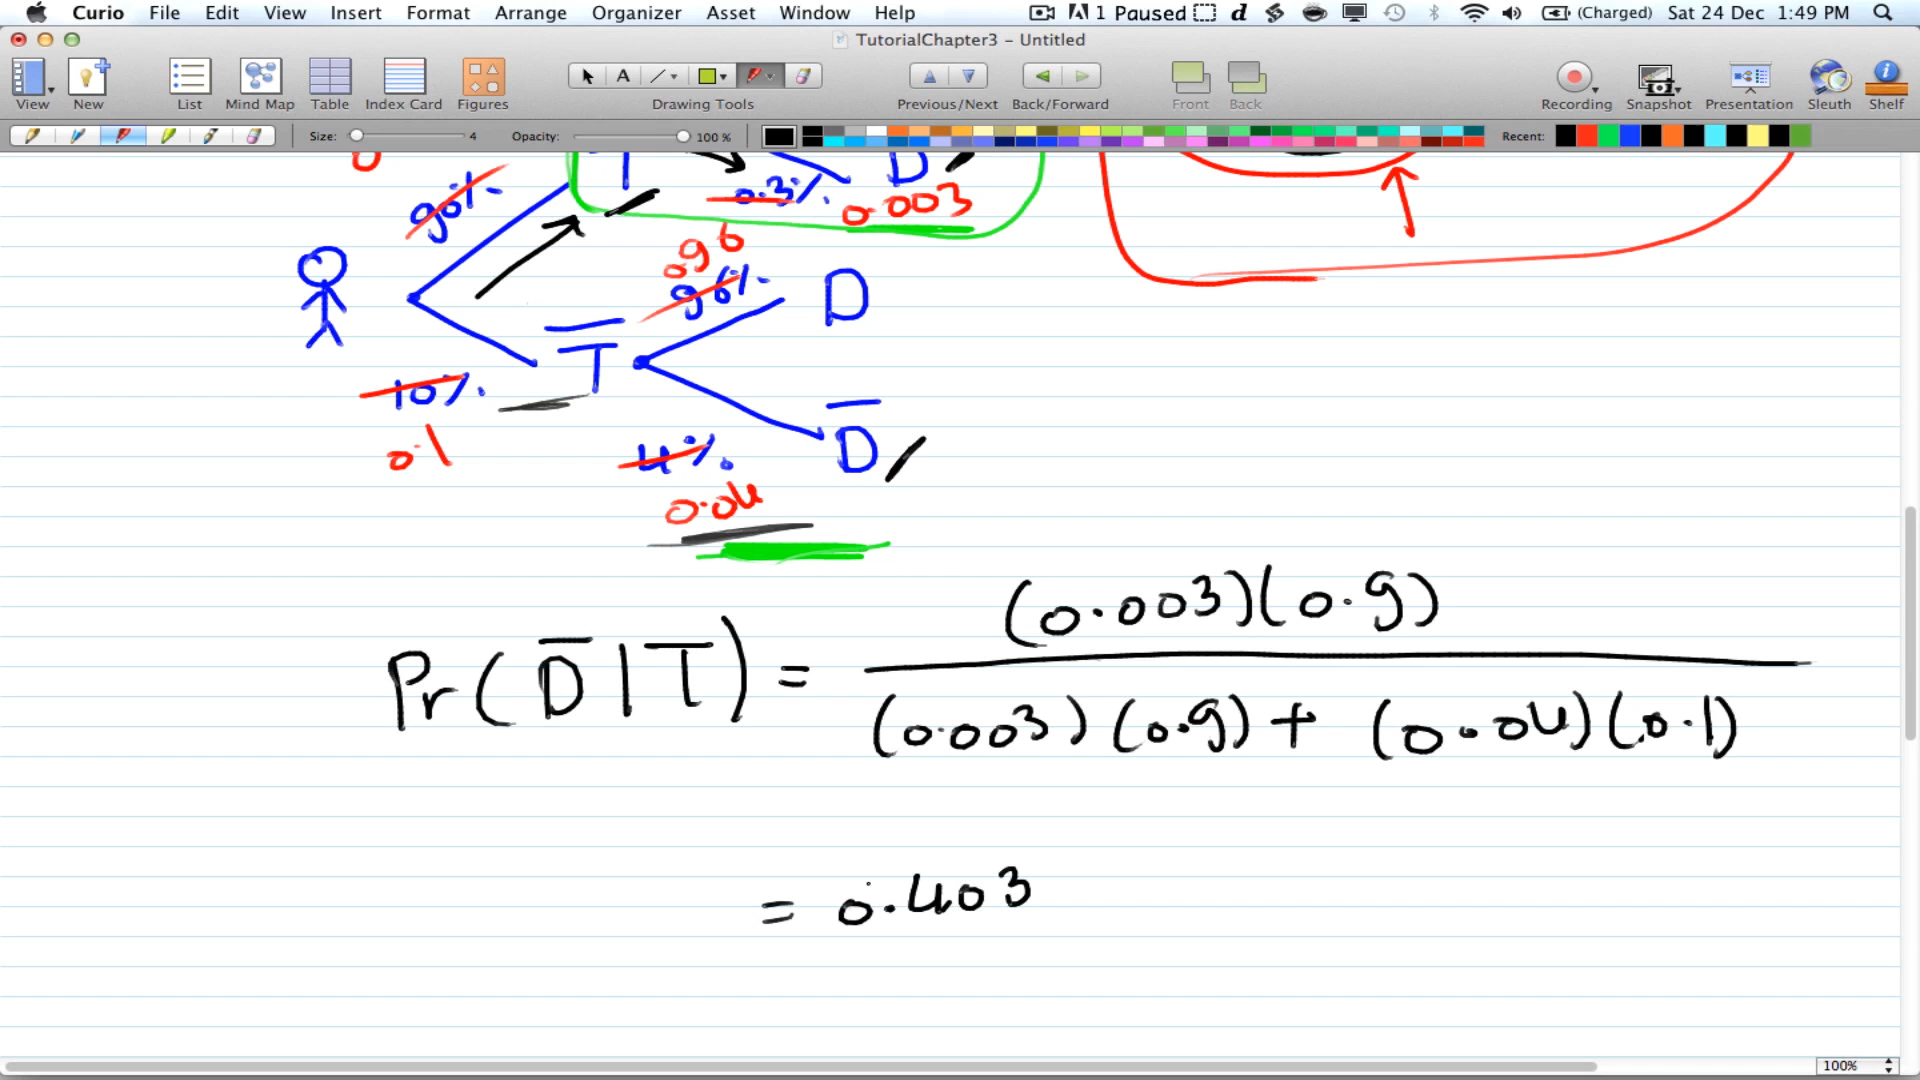 Curio File Edit View Insert Format Arrange Organizer Asset Window Help 1 Paused d (Charged) Sat 24 Dec 1:49 PM
TutorialChapter3 – Untitled
View New List Mind Map Table Index Card Figures A Drawing Tools Previous/Next Back/Forward Front Back Recording Snapshot Presentation Sleuth Shelf
Size: 4 Opacity: 100 % Recent:
T D
90%
0.3%
0.003
0.96
96%
D
T
10%
0.1
D
4%
0.04
(0.003)(0.9)
Pr(D̅|T̅) =
(0.003)(0.9) + (0.04)(0.1)
= 0.403
100%